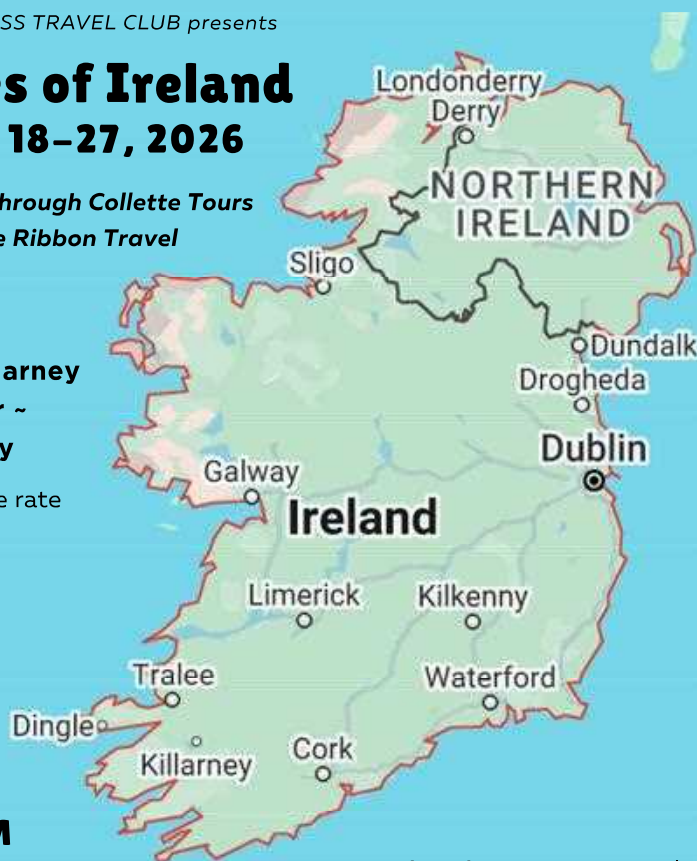 SS TRAVEL CLUB presents
s of Ireland
18–27, 2026
hrough Collette Tours
e Ribbon Travel
arney
~
y
e rate
Londonderry
Derry
NORTHERN
IRELAND
Sligo
Dundalk
Drogheda
Dublin
Galway
Ireland
Limerick
Kilkenny
Tralee
Waterford
Dingle
Killarney
Cork
M